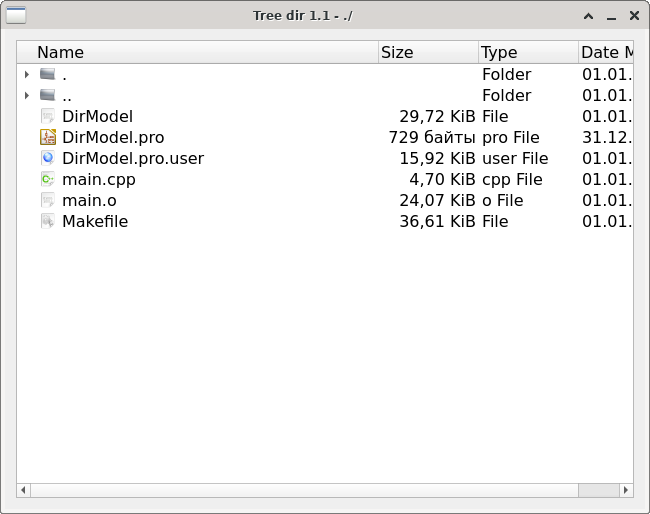 Tree dir 1.1 - ./
Name Size Type Date M
. Folder 01.01.
.. Folder 01.01.
DirModel 29,72 KiB File 01.01.
DirModel.pro 729 байты pro File 31.12.
DirModel.pro.user 15,92 KiB user File 01.01.
main.cpp 4,70 KiB cpp File 01.01.
main.o 24,07 KiB o File 01.01.
Makefile 36,61 KiB File 01.01.